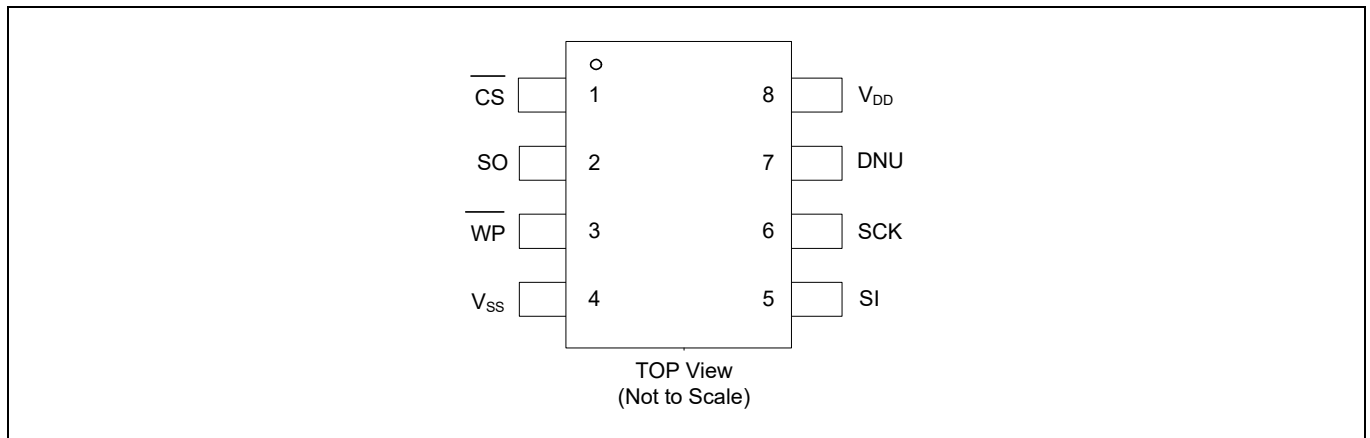 CS 1 8 VDD
SO 2 7 DNU
WP 3 6 SCK
VSS 4 5 SI
TOP View
(Not to Scale)